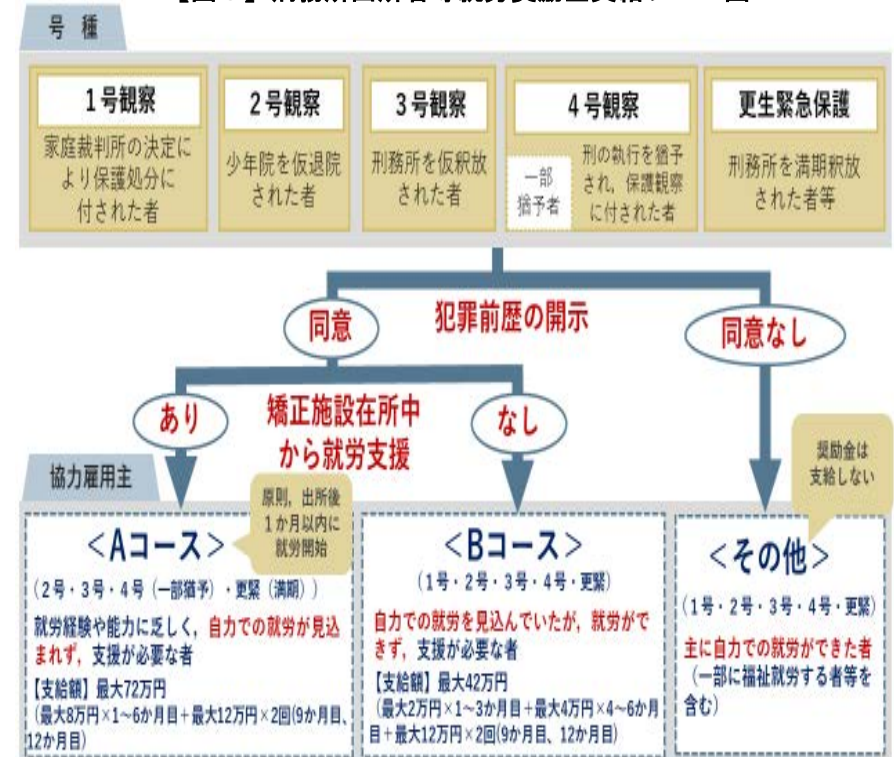 号 種
1号観察
家庭裁判所の決定に
より保護処分に
付された者
2号観察
少年院を仮退院
された者
3号観察
刑務所を仮釈放
された者
4号観察
一部
猶予者
刑の執行を猶予
され，保護観察
に付された者
更生緊急保護
刑務所を満期釈放
された者等
犯罪前歴の開示
同意
同意なし
矯正施設在所中
から就労支援
あり
なし
協力雇用主
原則，出所後
1か月以内に
就労開始
奨励金は
支給しない
＜Aコース＞
（2号・3号・4号（一部猶予）・更緊（満期））
就労経験や能力に乏しく，自力での就労が見込
まれず，支援が必要な者
【支給額】最大72万円
（最大8万円×1～6か月目＋最大12万円×2回(9か月目、
12か月目）
＜Bコース＞
（1号・2号・3号・4号・更緊）
自力での就労を見込んでいたが，就労がで
きず，支援が必要な者
【支給額】最大42万円
（最大2万円×1～3か月目＋最大4万円×4～6か月
目＋最大12万円×2回(9か月目、12か月目）
＜その他＞
（1号・2号・3号・4号・更緊）
主に自力での就労ができた者
（一部に福祉就労する者等を
含む）